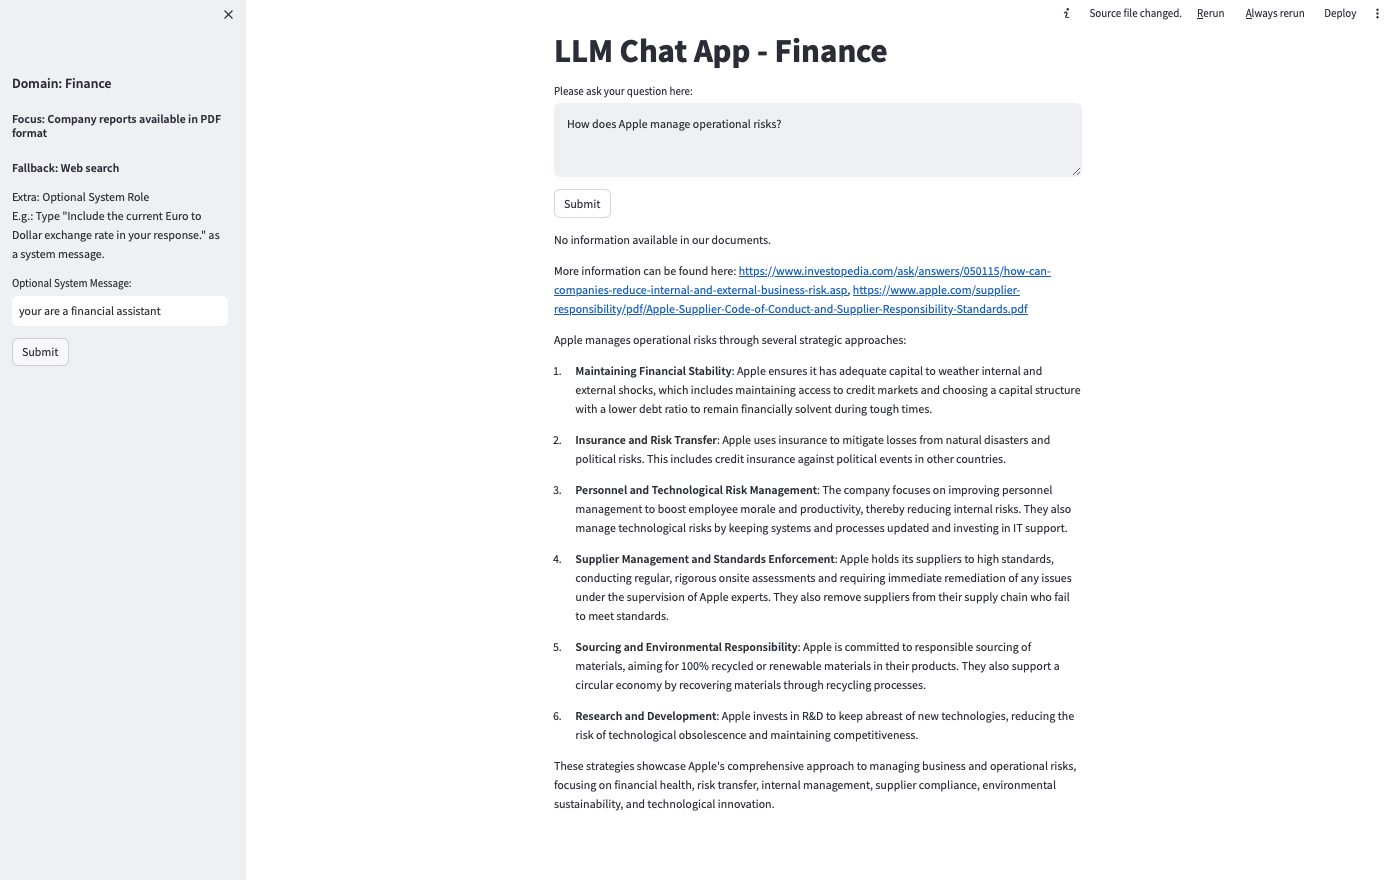 Source file changed. Rerun Always rerun Deploy
Domain: Finance
Focus: Company reports available in PDF
format
Fallback: Web search
Extra: Optional System Role
E.g.: Type "Include the current Euro to
Dollar exchange rate in your response." as
a system message.
Optional System Message:
your are a financial assistant
Submit
LLM Chat App - Finance
Please ask your question here:
How does Apple manage operational risks?
Submit
No information available in our documents.
More information can be found here: https://www.investopedia.com/ask/answers/050115/how-can-
companies-reduce-internal-and-external-business-risk.asp, https://www.apple.com/supplier-
responsibility/pdf/Apple-Supplier-Code-of-Conduct-and-Supplier-Responsibility-Standards.pdf
Apple manages operational risks through several strategic approaches:
1. Maintaining Financial Stability: Apple ensures it has adequate capital to weather internal and
external shocks, which includes maintaining access to credit markets and choosing a capital structure
with a lower debt ratio to remain financially solvent during tough times.
2. Insurance and Risk Transfer: Apple uses insurance to mitigate losses from natural disasters and
political risks. This includes credit insurance against political events in other countries.
3. Personnel and Technological Risk Management: The company focuses on improving personnel
management to boost employee morale and productivity, thereby reducing internal risks. They also
manage technological risks by keeping systems and processes updated and investing in IT support.
4. Supplier Management and Standards Enforcement: Apple holds its suppliers to high standards,
conducting regular, rigorous onsite assessments and requiring immediate remediation of any issues
under the supervision of Apple experts. They also remove suppliers from their supply chain who fail
to meet standards.
5. Sourcing and Environmental Responsibility: Apple is committed to responsible sourcing of
materials, aiming for 100% recycled or renewable materials in their products. They also support a
circular economy by recovering materials through recycling processes.
6. Research and Development: Apple invests in R&D to keep abreast of new technologies, reducing the
risk of technological obsolescence and maintaining competitiveness.
These strategies showcase Apple's comprehensive approach to managing business and operational risks,
focusing on financial health, risk transfer, internal management, supplier compliance, environmental
sustainability, and technological innovation.